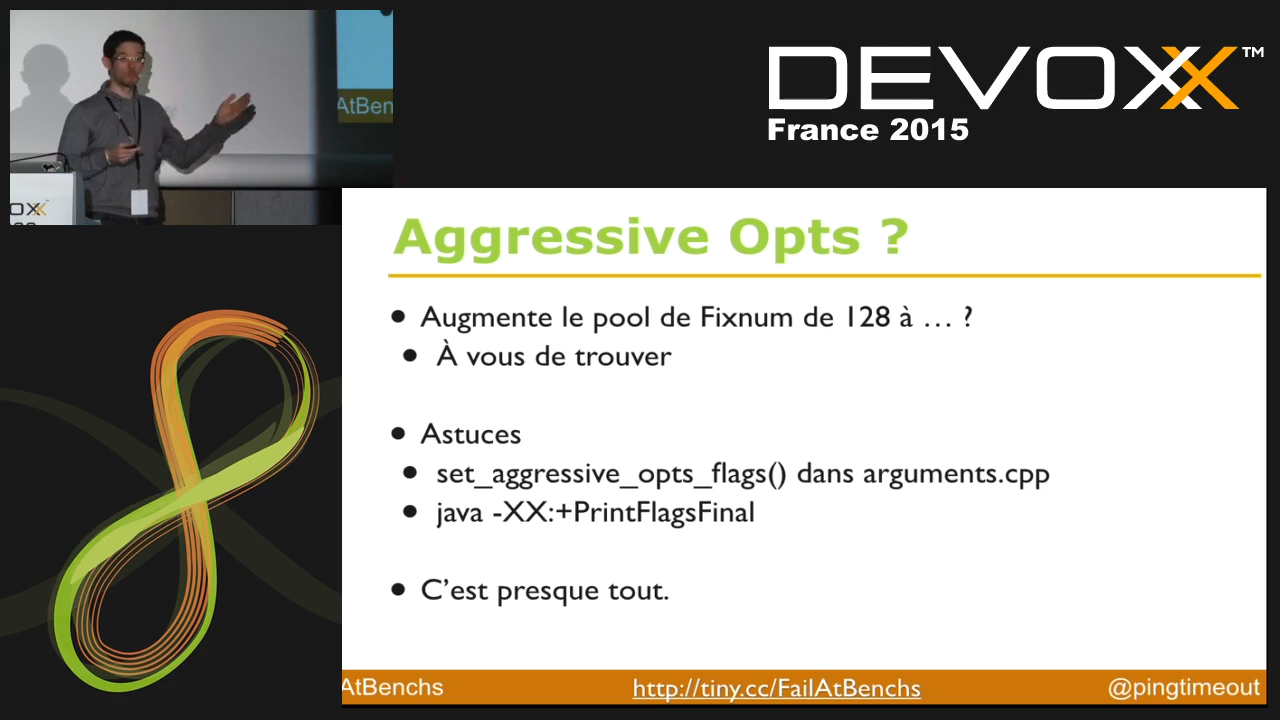 AtBen
OX
DEVOXX™
France 2015
Aggressive Opts ?
• Augmente le pool de Fixnum de 128 à … ?
• À vous de trouver
• Astuces
• set_aggressive_opts_flags() dans arguments.cpp
• java -XX:+PrintFlagsFinal
• C’est presque tout.
AtBenchs http://tiny.cc/FailAtBenchs @pingtimeout